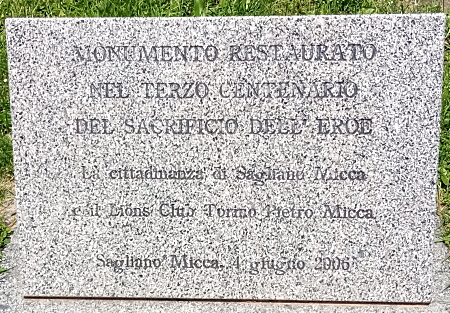 MONUMENTO RESTAURATO
NEL TERZO CENTENARIO
DEL SACRIFICIO DELL' EROE
La cittadinanza di Sagliano Micca
e il Lions Club Torino Pietro Micca
Sagliano Micca, 4 giugno 2006